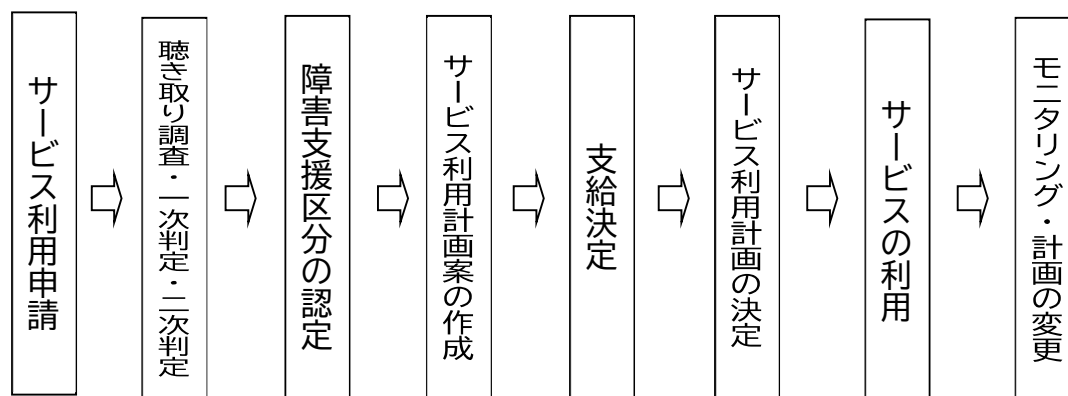 サービス利用申請
聴き取り調査・一次判定・二次判定
障害支援区分の認定
サービス利用計画案の作成
支給決定
サービス利用計画の決定
サービスの利用
モニタリング・計画の変更